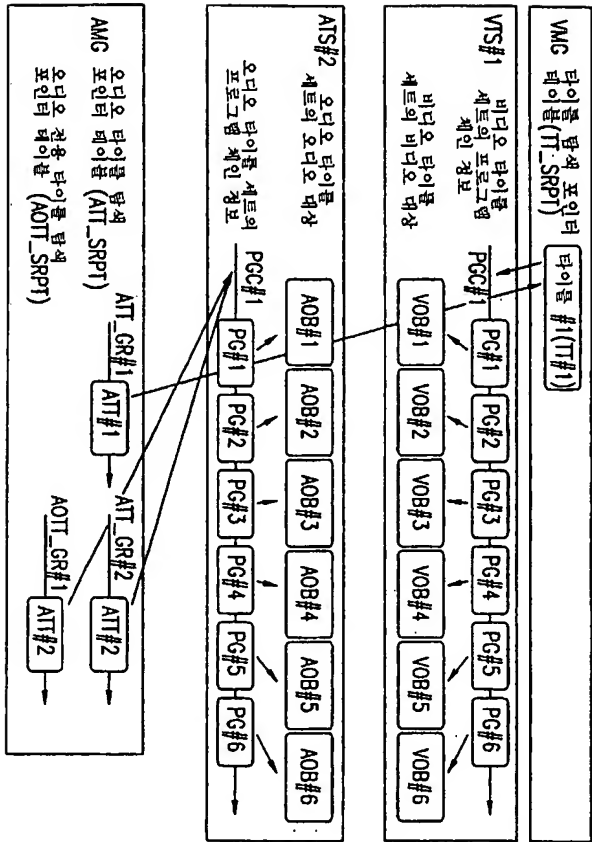 VMG 타이틀 탐색 포인터
테이블(TT_SRPT)
타이틀 #1(TT#1)
VTS#1
비디오 타이틀
세트의 프로그램
체인 정보
PGC#1
PG#1
PG#2
PG#3
PG#4
PG#5
PG#6
비디오 타이틀
세트의 비디오 대상
VOB#1
VOB#2
VOB#3
VOB#4
VOB#5
VOB#6
ATS#2
오디오 타이틀
세트의 오디오 대상
AOB#1
AOB#2
AOB#3
AOB#4
AOB#5
AOB#6
오디오 타이틀 세트의
프로그램 체인 정보
PGC#1
PG#1
PG#2
PG#3
PG#4
PG#5
PG#6
AMG
오디오 타이틀 탐색
포인터 테이블
(ATT_SRPT)
ATT_GR#1
ATT#1
ATT_GR#2
ATT#2
오디오 전용 타이틀 탐색
포인터 테이블(AOTT_SRPT)
AOTT_GR#1
ATT#2